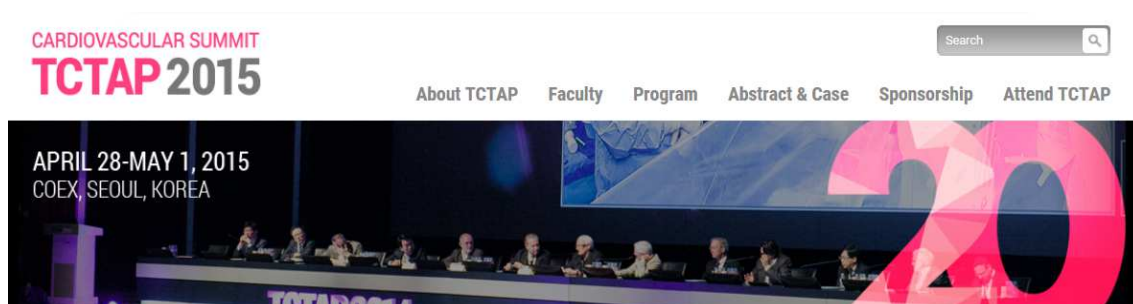 CARDIOVASCULAR SUMMIT
TCTAP 2015
Search
About TCTAP Faculty Program Abstract & Case Sponsorship Attend TCTAP
APRIL 28-MAY 1, 2015
COEX, SEOUL, KOREA
20